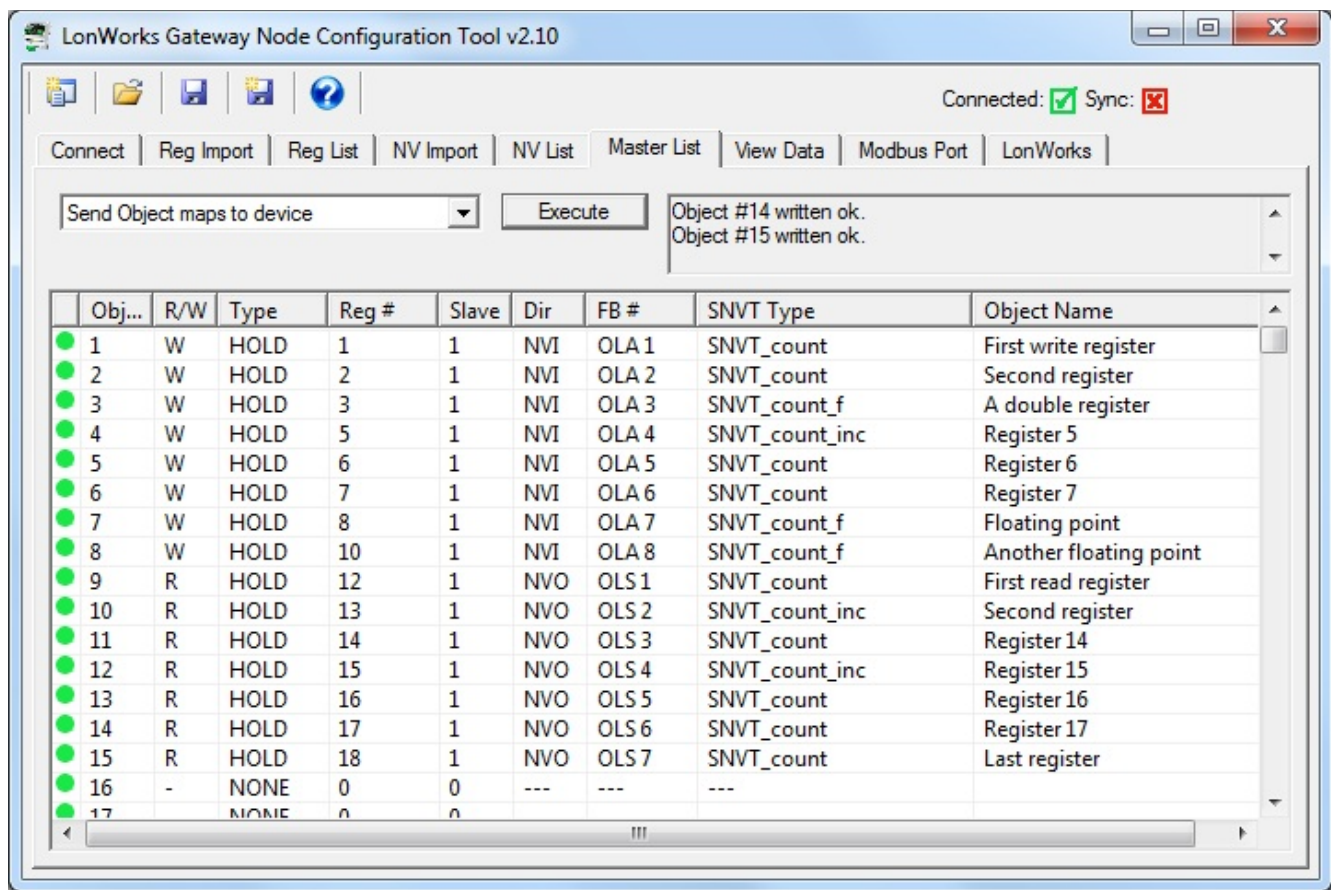 LonWorks Gateway Node Configuration Tool v2.10
Connected: Sync:
Connect Reg Import Reg List NV Import NV List Master List View Data Modbus Port LonWorks
Send Object maps to device Execute Object #14 written ok.
Object #15 written ok.
Obj... R/W Type Reg # Slave Dir FB # SNVT Type Object Name
1 W HOLD 1 1 NVI OLA 1 SNVT_count First write register
2 W HOLD 2 1 NVI OLA 2 SNVT_count Second register
3 W HOLD 3 1 NVI OLA 3 SNVT_count_f A double register
4 W HOLD 5 1 NVI OLA 4 SNVT_count_inc Register 5
5 W HOLD 6 1 NVI OLA 5 SNVT_count Register 6
6 W HOLD 7 1 NVI OLA 6 SNVT_count Register 7
7 W HOLD 8 1 NVI OLA 7 SNVT_count_f Floating point
8 W HOLD 10 1 NVI OLA 8 SNVT_count_f Another floating point
9 R HOLD 12 1 NVO OLS 1 SNVT_count First read register
10 R HOLD 13 1 NVO OLS 2 SNVT_count_inc Second register
11 R HOLD 14 1 NVO OLS 3 SNVT_count Register 14
12 R HOLD 15 1 NVO OLS 4 SNVT_count_inc Register 15
13 R HOLD 16 1 NVO OLS 5 SNVT_count Register 16
14 R HOLD 17 1 NVO OLS 6 SNVT_count Register 17
15 R HOLD 18 1 NVO OLS 7 SNVT_count Last register
16 - NONE 0 0 --- --- ---
17 NONE 0 0